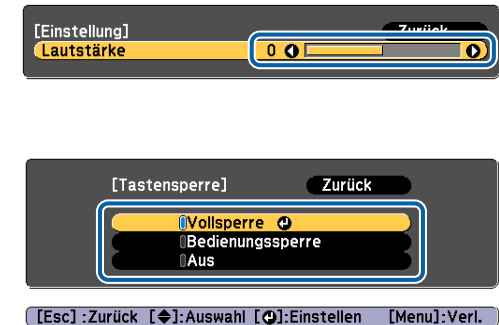 [Einstellung] Zurück
Lautstärke 0
[Tastensperre] Zurück
Vollsperre
Bedienungssperre
Aus
[Esc] :Zurück [◆]:Auswahl [⏎]:Einstellen [Menu]:Verl.